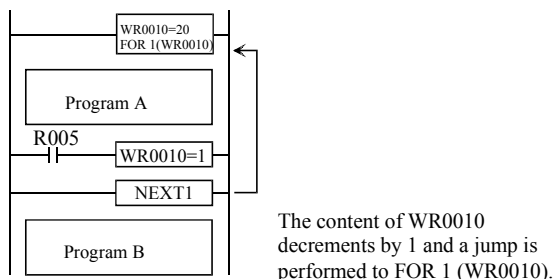 WR0010=20
FOR 1(WR0010)
Program A
R005
WR0010=1
NEXT1
Program B
The content of WR0010
decrements by 1 and a jump is
performed to FOR 1 (WR0010).